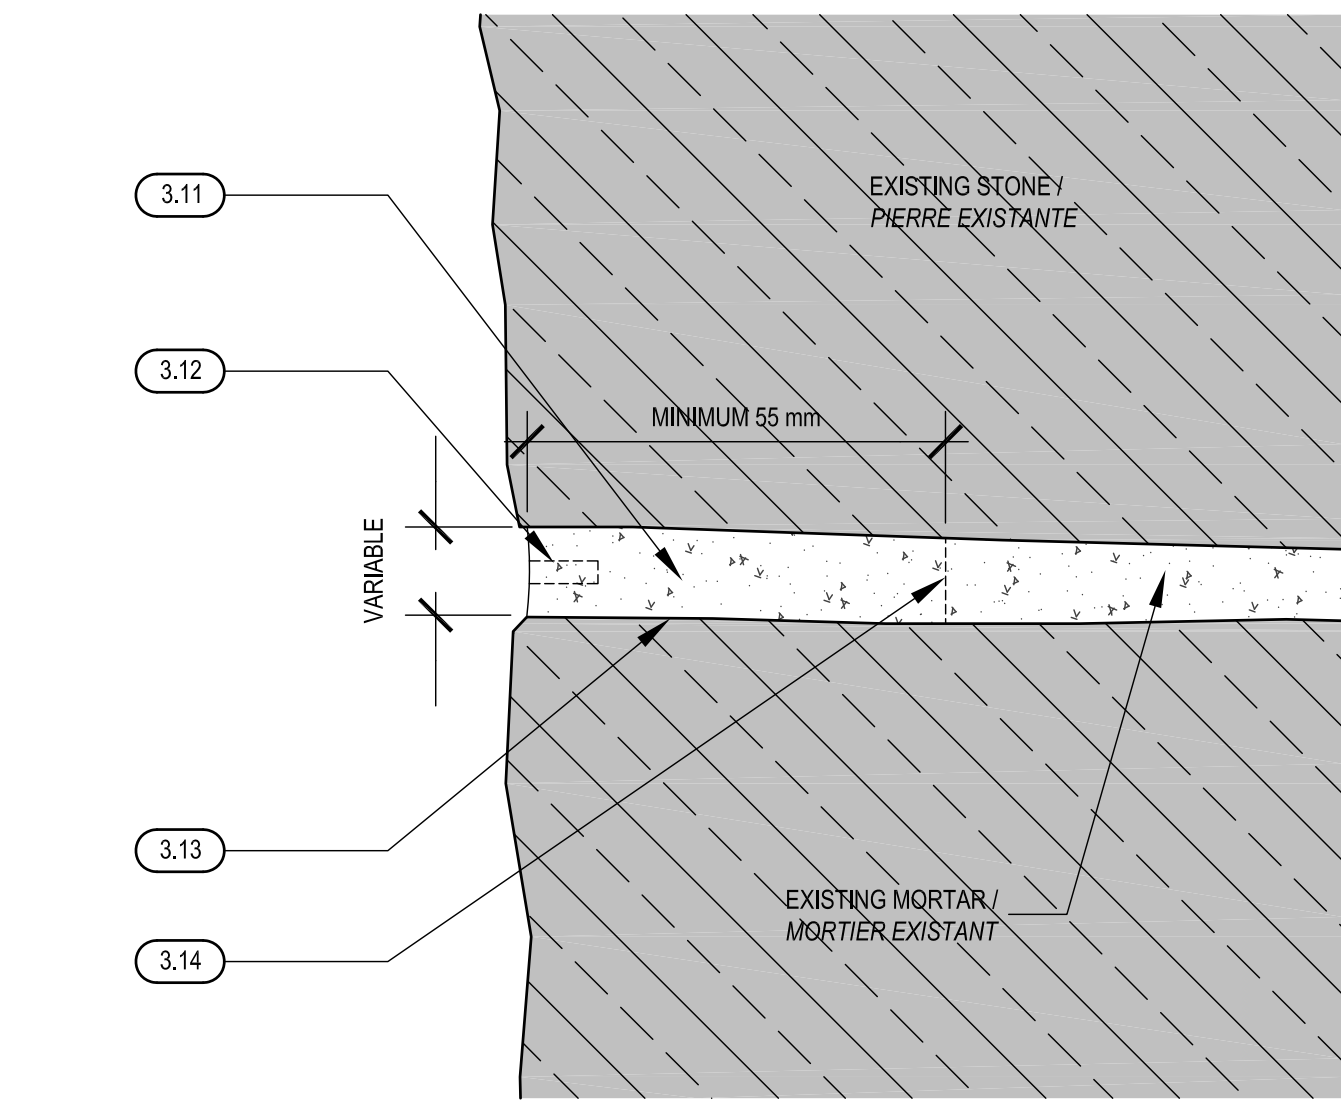 3.11
EXISTING STONE /
PIERRE EXISTANTE
3.12
MINIMUM 55 mm
VARIABLE
3.13
EXISTING MORTAR /
MORTIER EXISTANT
3.14